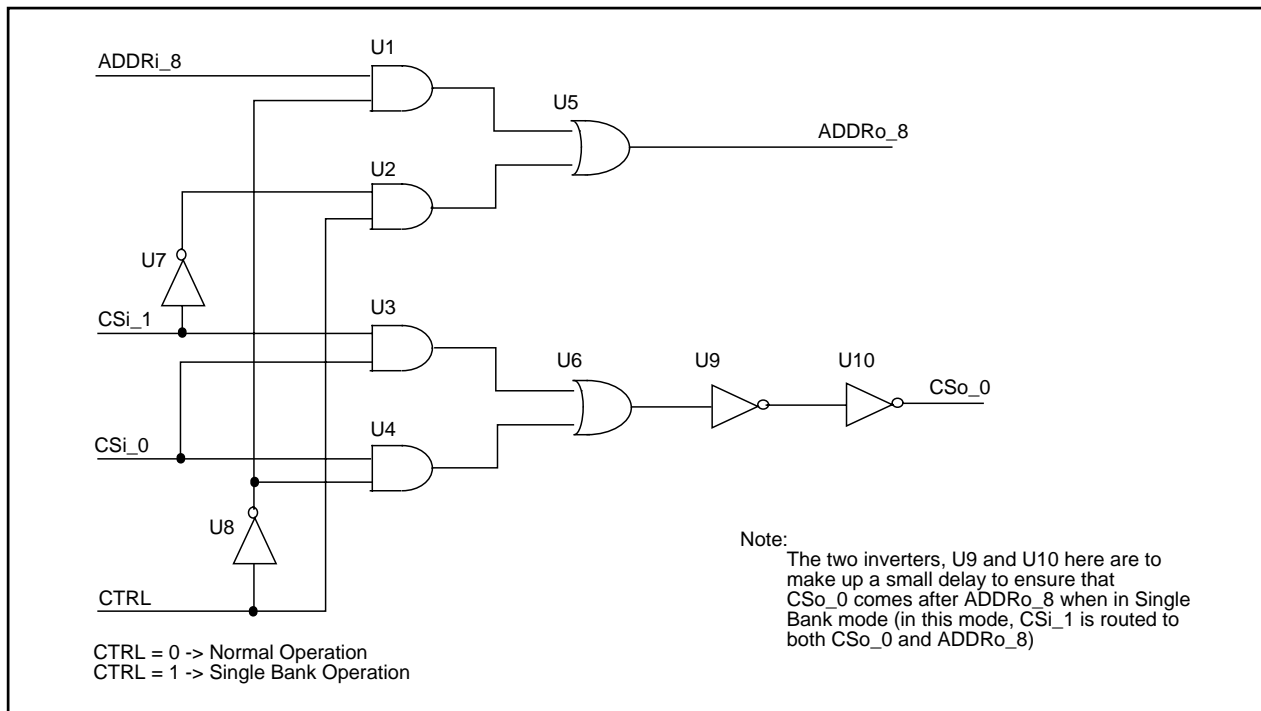 U1
ADDRi_8
U5
ADDRo_8
U2
U7
CSi_1
U3
U6
U9
U10
CSo_0
U4
CSi_0
U8
CTRL
Note:
The two inverters, U9 and U10 here are to
make up a small delay to ensure that
CSo_0 comes after ADDRo_8 when in Single
Bank mode (in this mode, CSi_1 is routed to
both CSo_0 and ADDRo_8)
CTRL = 0 -> Normal Operation
CTRL = 1 -> Single Bank Operation